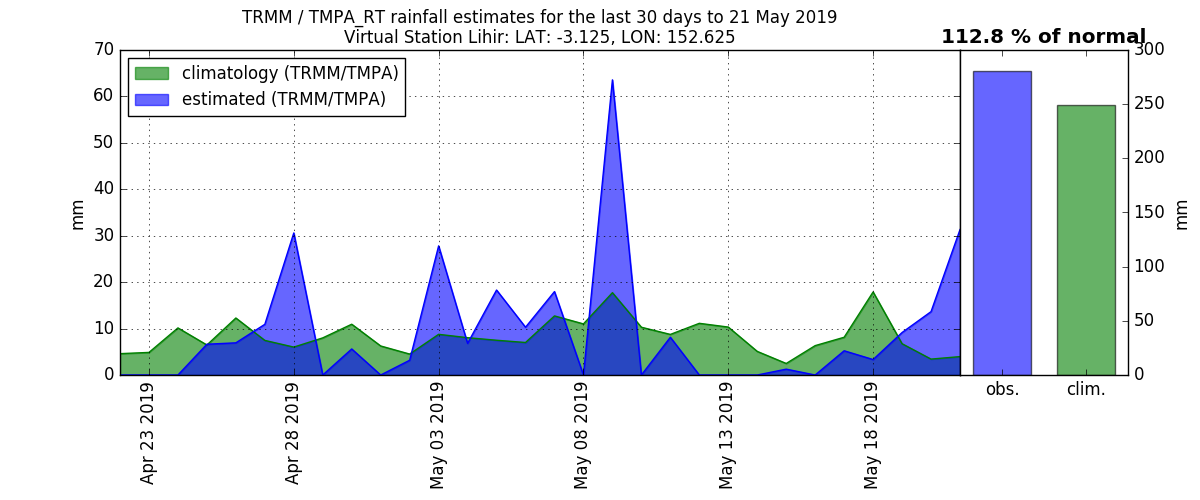 TRMM / TMPA_RT rainfall estimates for the last 30 days to 21 May 2019
Virtual Station Lihir: LAT: -3.125, LON: 152.625
112.8 % of normal
climatology (TRMM/TMPA)
estimated (TRMM/TMPA)
70
60
50
40
30
20
10
0
mm
Apr 23 2019
Apr 28 2019
May 03 2019
May 08 2019
May 13 2019
May 18 2019
300
250
200
150
100
50
0
mm
obs.
clim.